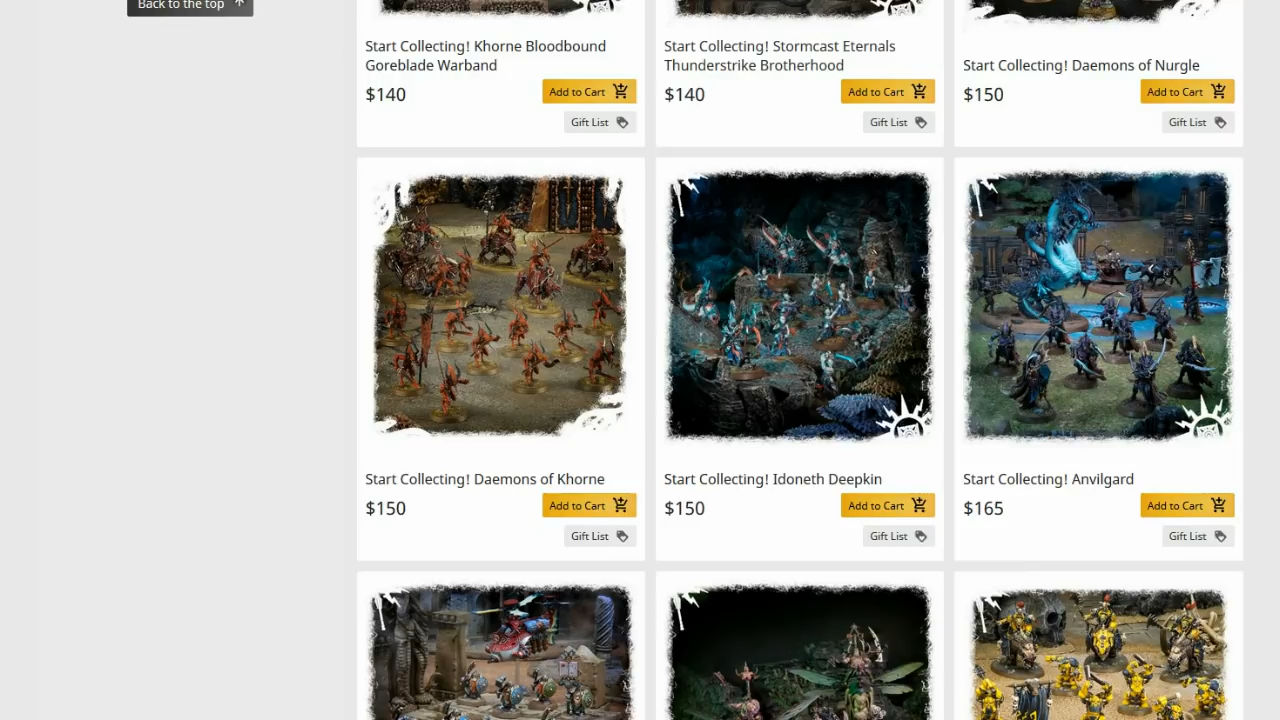 Back to the top
Start Collecting! Khorne Bloodbound
Goreblade Warband
$140
Add to Cart
Gift List
Start Collecting! Stormcast Eternals
Thunderstrike Brotherhood
$140
Add to Cart
Gift List
Start Collecting! Daemons of Nurgle
$150
Add to Cart
Gift List
Start Collecting! Daemons of Khorne
$150
Add to Cart
Gift List
Start Collecting! Idoneth Deepkin
$150
Add to Cart
Gift List
Start Collecting! Anvilgard
$165
Add to Cart
Gift List